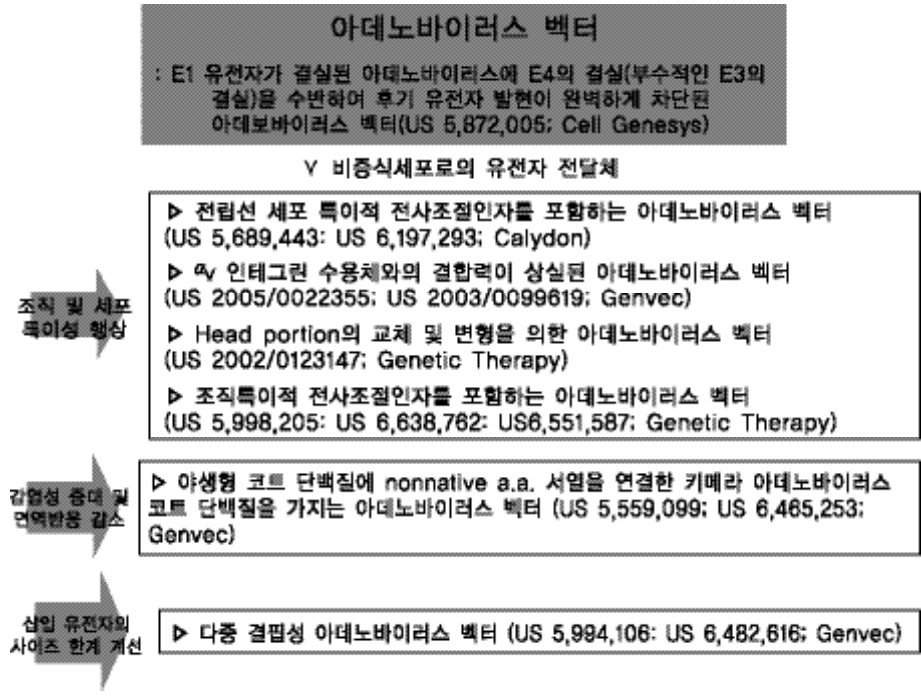 아데노바이러스 벡터
: E1 유전자가 결실된 아데노바이러스에 E4의 결실(부수적인 E3의
결실)을 수반하여 후기 유전자 발현이 완벽하게 차단된
아데보바이러스 벡터(US 5,872,005; Cell Genesys)
∨ 비증식세포로의 유전자 전달체
조직 및 세포
특이성 향상
▷ 전립선 세포 특이적 전사조절인자를 포함하는 아데노바이러스 벡터
(US 5,689,443: US 6,197,293; Calydon)
▷ αv 인테그린 수용체와의 결합력이 상실된 아데노바이러스 벡터
(US 2005/0022355; US 2003/0099619; Genvec)
▷ Head portion의 교체 및 변형을 의한 아데노바이러스 벡터
(US 2002/0123147; Genetic Therapy)
▷ 조직특이적 전사조절인자를 포함하는 아데노바이러스 벡터
(US 5,998,205: US 6,638,762: US6,551,587; Genetic Therapy)
감염성 증대 및
면역반응 감소
▷ 야생형 코트 단백질에 nonnative a.a. 서열을 연결한 키메라 아데노바이러스
코트 단백질을 가지는 아데노바이러스 벡터 (US 5,559,099; US 6,465,253;
Genvec)
삽입 유전자의
사이즈 한계 개선
▷ 다중 결핍성 아데노바이러스 벡터 (US 5,994,106: US 6,482,616; Genvec)